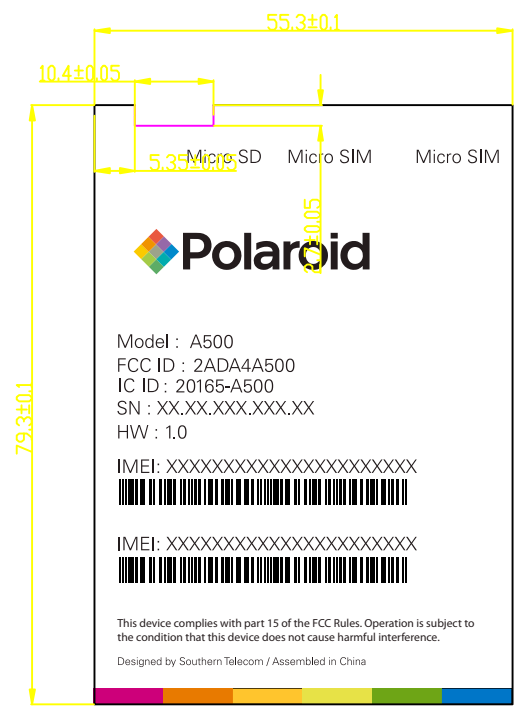 55.3±0.1
10.4±0.05
5.35±0.05
Micro SD Micro SIM Micro SIM
Polaroid
79.3±0.1
Model : A500
FCC ID : 2ADA4A500
IC ID : 20165-A500
SN : XX.XX.XXX.XXX.XX
HW : 1.0
IMEI: XXXXXXXXXXXXXXXXXXXXXX
IMEI: XXXXXXXXXXXXXXXXXXXXXX
This device complies with part 15 of the FCC Rules. Operation is subject to
the condition that this device does not cause harmful interference.
Designed by Southern Telecom / Assembled in China